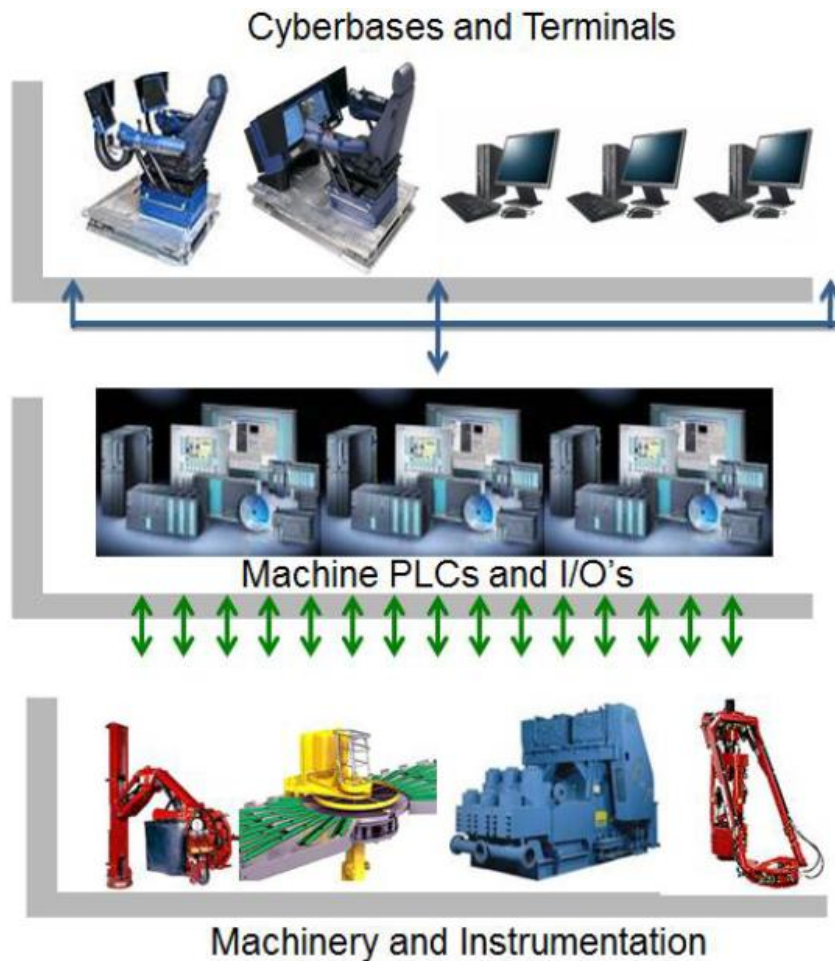 Cyberbases and Terminals
Machine PLCs and I/O's
Machinery and Instrumentation